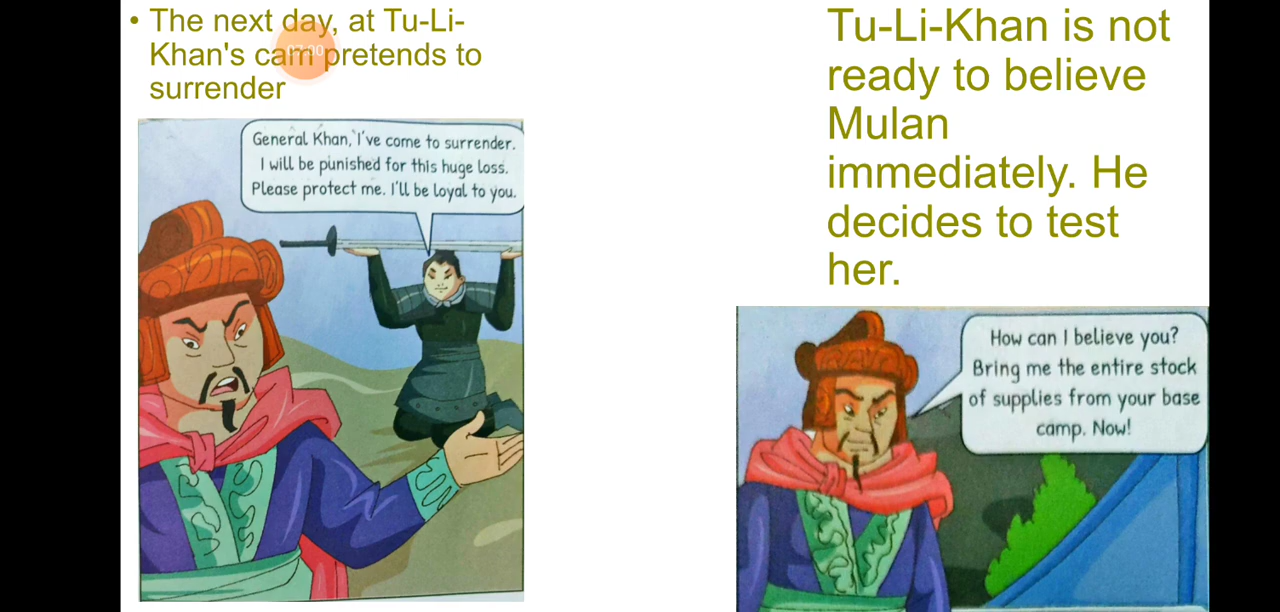 • The next day, at Tu-Li-
Khan's cam pretends to
surrender
General Khan, I've come to surrender.
I will be punished for this huge loss.
Please protect me. I'll be loyal to you.
Tu-Li-Khan is not
ready to believe
Mulan
immediately. He
decides to test
her.
How can I believe you?
Bring me the entire stock
of supplies from your base
camp. Now!